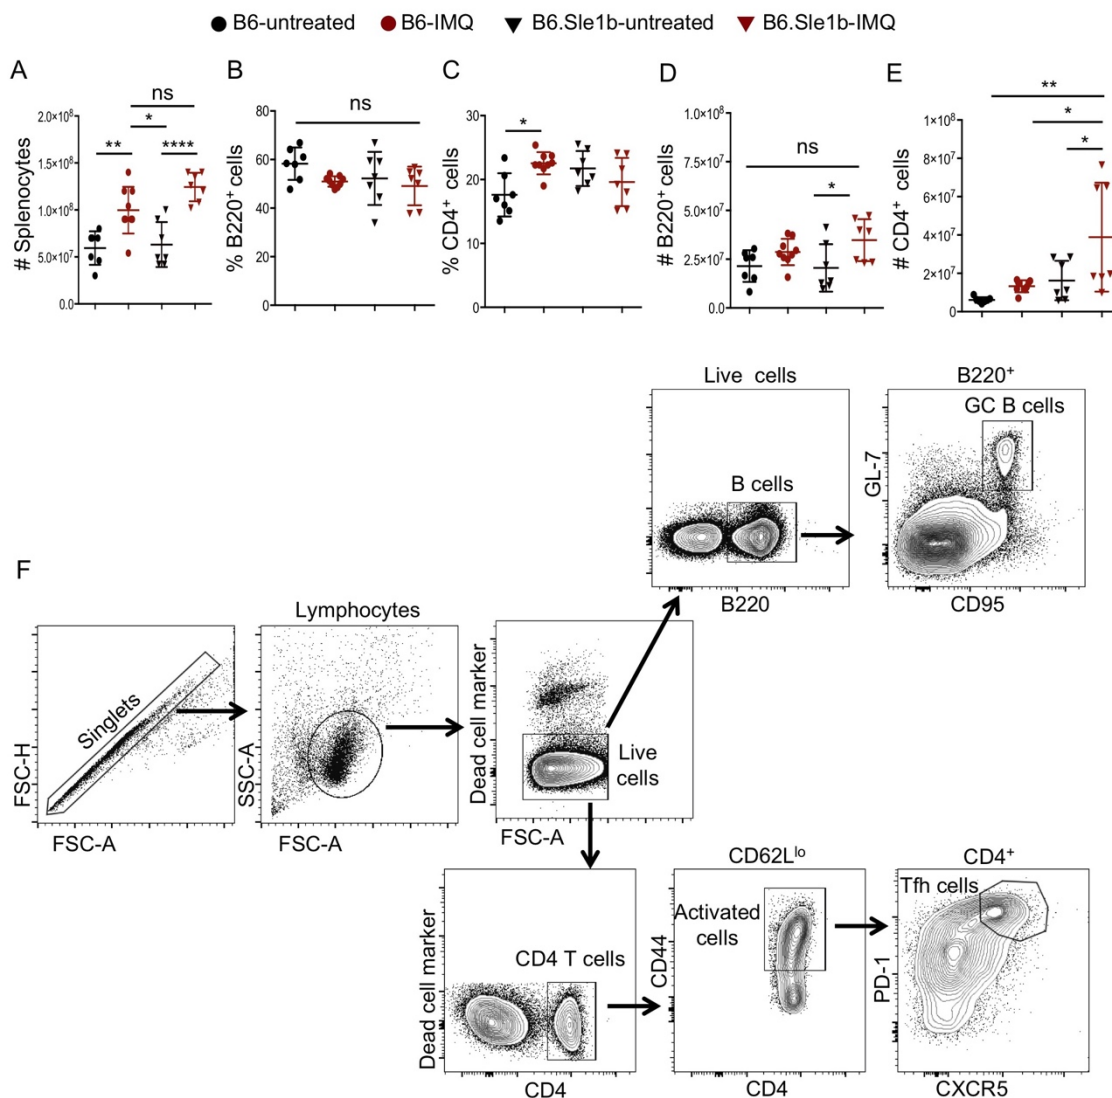 B6-untreated B6-IMQ B6.Sle1b-untreated B6.Sle1b-IMQ
A
# Splenocytes
2.0×10⁸
1.5×10⁸
1.0×10⁸
5.0×10⁷
0.0
**
*
ns
****
B
% B220⁺ cells
80
60
40
20
0
ns
C
% CD4⁺ cells
30
20
10
0
*
D
# B220⁺ cells
1.0×10⁸
7.5×10⁷
5.0×10⁷
2.5×10⁷
0.0
ns
*
E
# CD4⁺ cells
1×10⁸
8×10⁷
6×10⁷
4×10⁷
2×10⁷
0
**
*
*
F
Singlets
FSC-H
FSC-A
Lymphocytes
SSC-A
FSC-A
Dead cell marker
Live
cells
FSC-A
Live cells
B cells
B220
B220⁺
GC B cells
GL-7
CD95
Dead cell marker
CD4 T cells
CD4
CD62Lˡᵒ
Activated
cells
CD44
CD4
CD4⁺
Tfh cells
PD-1
CXCR5